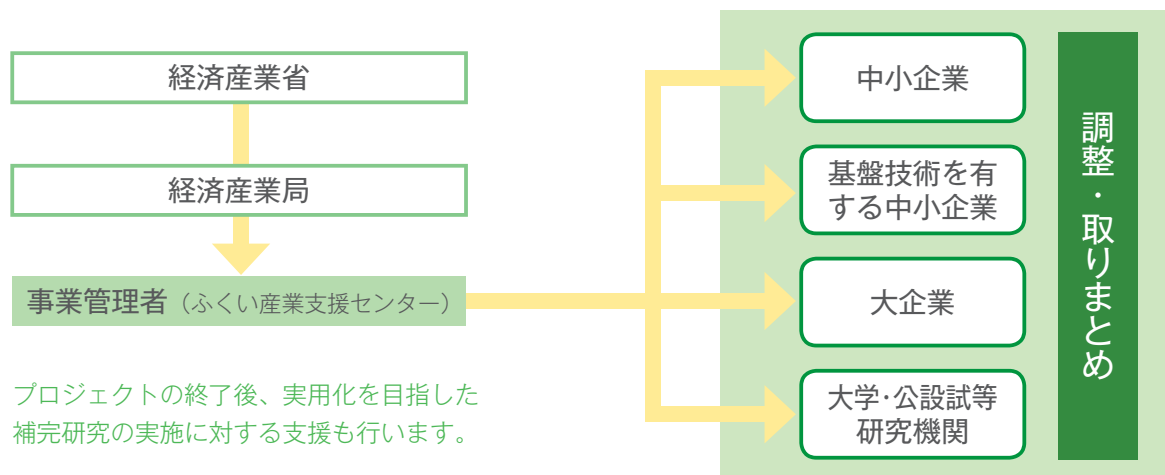 経済産業省
経済産業局
事業管理者（ふくい産業支援センター）
プロジェクトの終了後、実用化を目指した
補完研究の実施に対する支援も行います。
中小企業
基盤技術を有
する中小企業
大企業
大学・公設試等
研究機関
調整・取りまとめ